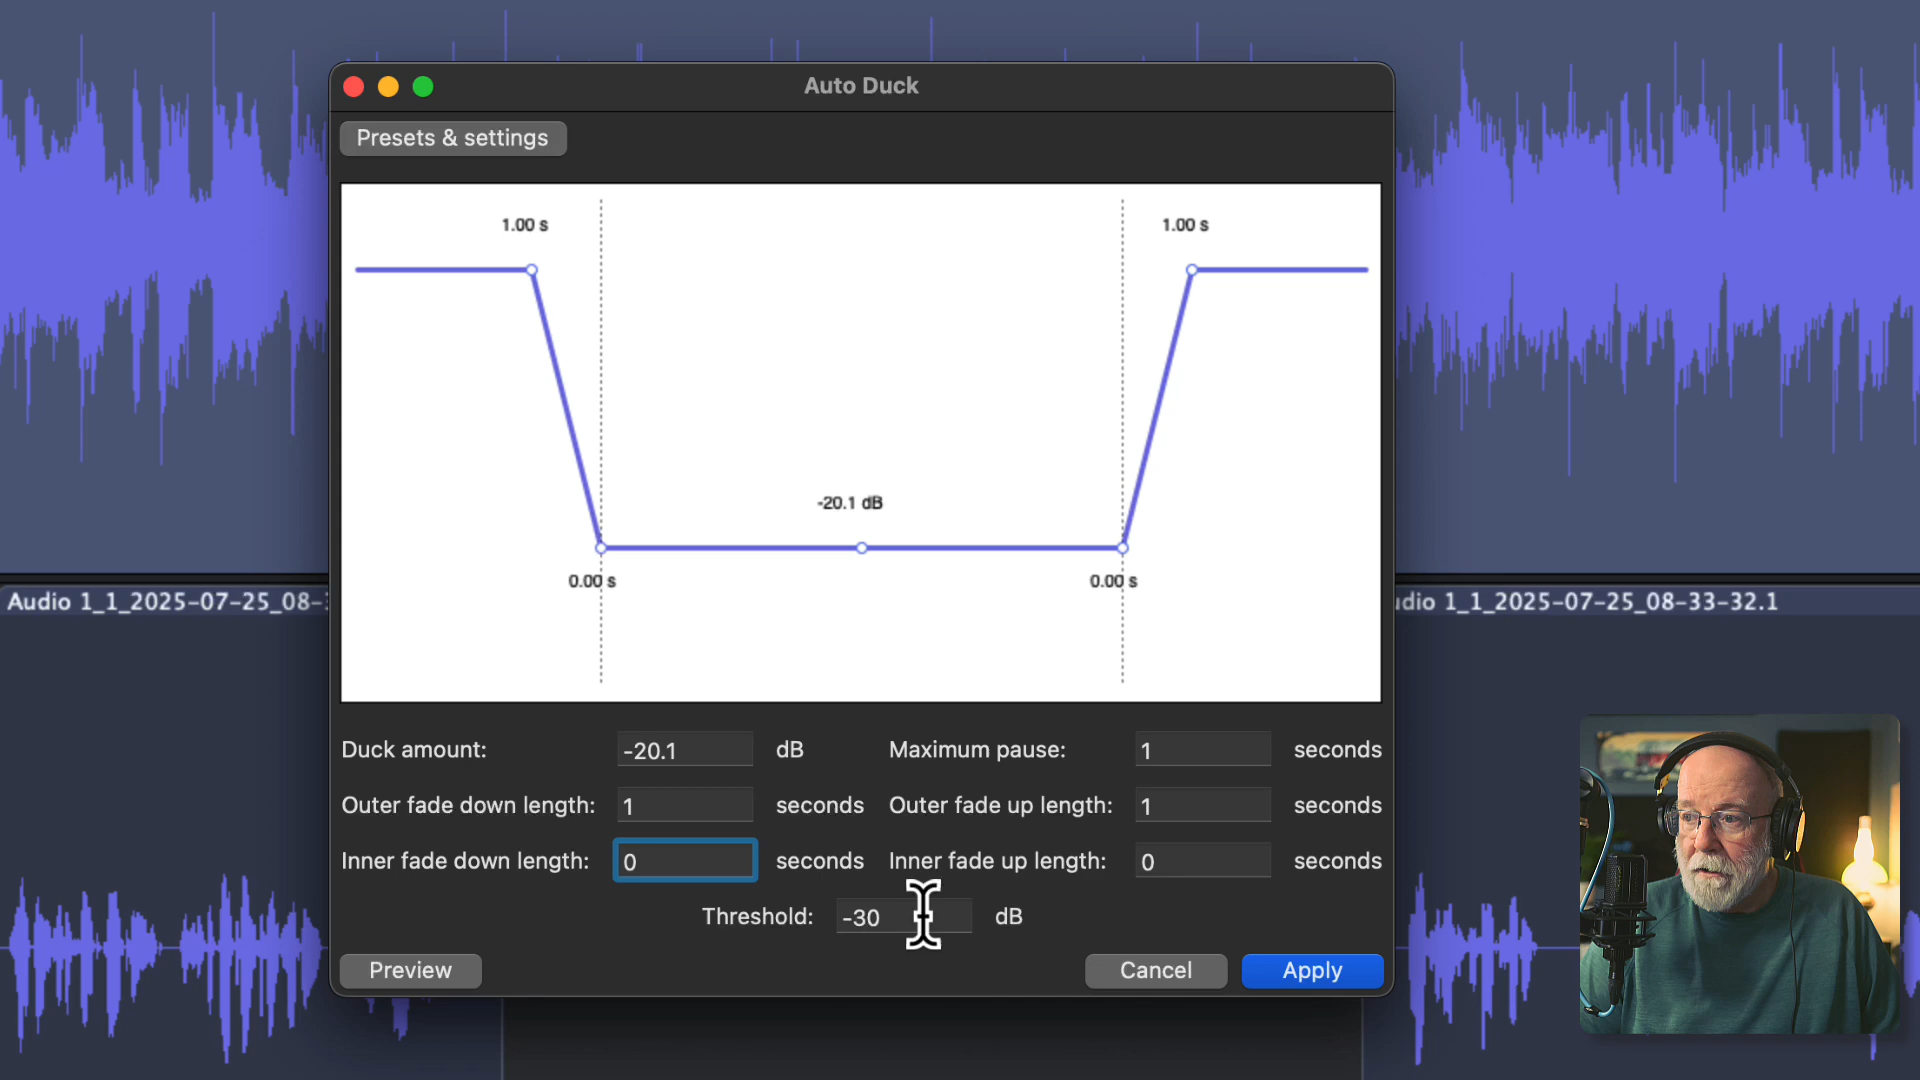 Auto Duck
Presets & settings
1.00 s
1.00 s
-20.1 dB
0.00 s
0.00 s
Audio 1_1_2025-07-25_08-
dio 1_1_2025-07-25_08-33-32.1
Duck amount: -20.1 dB Maximum pause: 1 seconds
Outer fade down length: 1 seconds Outer fade up length: 1 seconds
Inner fade down length: 0 seconds Inner fade up length: 0 seconds
Threshold: -30 dB
Preview Cancel Apply